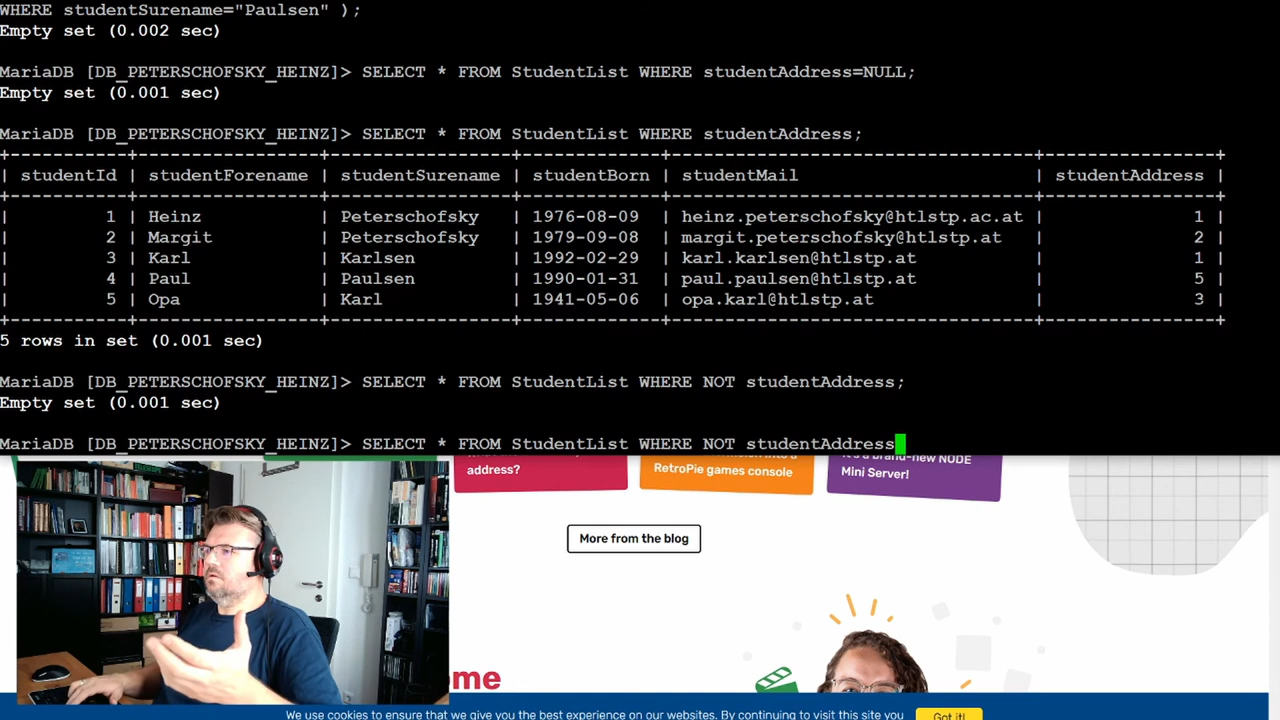 WHERE studentSurename="Paulsen" );
Empty set (0.002 sec)
MariaDB [DB_PETERSCHOFSKY_HEINZ]> SELECT * FROM StudentList WHERE studentAddress=NULL;
Empty set (0.001 sec)
MariaDB [DB_PETERSCHOFSKY_HEINZ]> SELECT * FROM StudentList WHERE studentAddress;
+----------+-----------------+-----------------+------------+----------------------------------+----------------+
| studentId | studentForename | studentSurename | studentBorn | studentMail | studentAddress |
+----------+-----------------+-----------------+------------+----------------------------------+----------------+
| 1 | Heinz | Peterschofsky | 1976-08-09 | heinz.peterschofsky@htlstp.ac.at | 1 |
| 2 | Margit | Peterschofsky | 1979-09-08 | margit.peterschofsky@htlstp.at | 2 |
| 3 | Karl | Karlsen | 1992-02-29 | karl.karlsen@htlstp.at | 1 |
| 4 | Paul | Paulsen | 1990-01-31 | paul.paulsen@htlstp.at | 5 |
| 5 | Opa | Karl | 1941-05-06 | opa.karl@htlstp.at | 3 |
+----------+-----------------+-----------------+------------+----------------------------------+----------------+
5 rows in set (0.001 sec)
MariaDB [DB_PETERSCHOFSKY_HEINZ]> SELECT * FROM StudentList WHERE NOT studentAddress;
Empty set (0.001 sec)
MariaDB [DB_PETERSCHOFSKY_HEINZ]> SELECT * FROM StudentList WHERE NOT studentAddress
address?
RetroPie games console
It's a brand-new NODE
Mini Server!
More from the blog
ome
We use cookies to ensure that we give you the best experience on our websites. By continuing to visit this site you
Got it!